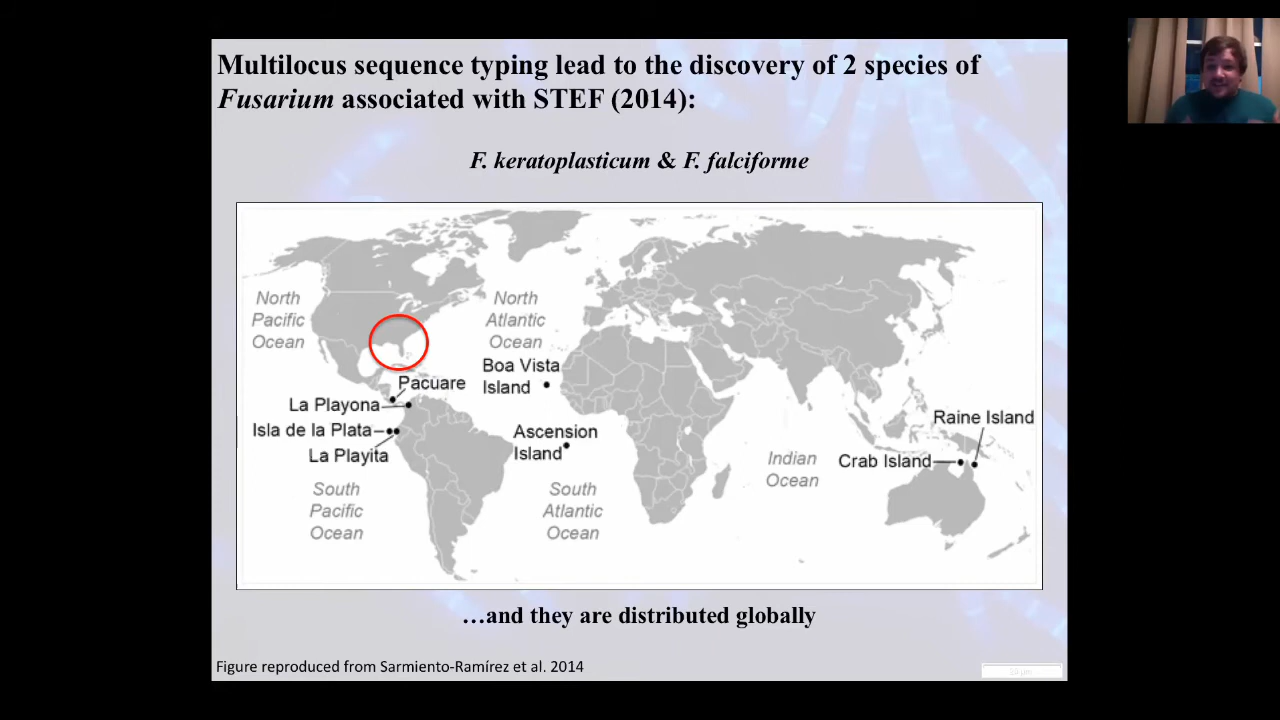 Multilocus sequence typing lead to the discovery of 2 species of
Fusarium associated with STEF (2014):
F. keratoplasticum & F. falciforme
North
Pacific
Ocean
North
Atlantic
Ocean
Boa Vista
Island
Pacuare
La Playona
Isla de la Plata
La Playita
Ascension
Island
Raine Island
Crab Island
Indian
Ocean
South
Pacific
Ocean
South
Atlantic
Ocean
…and they are distributed globally
Figure reproduced from Sarmiento-Ramírez et al. 2014